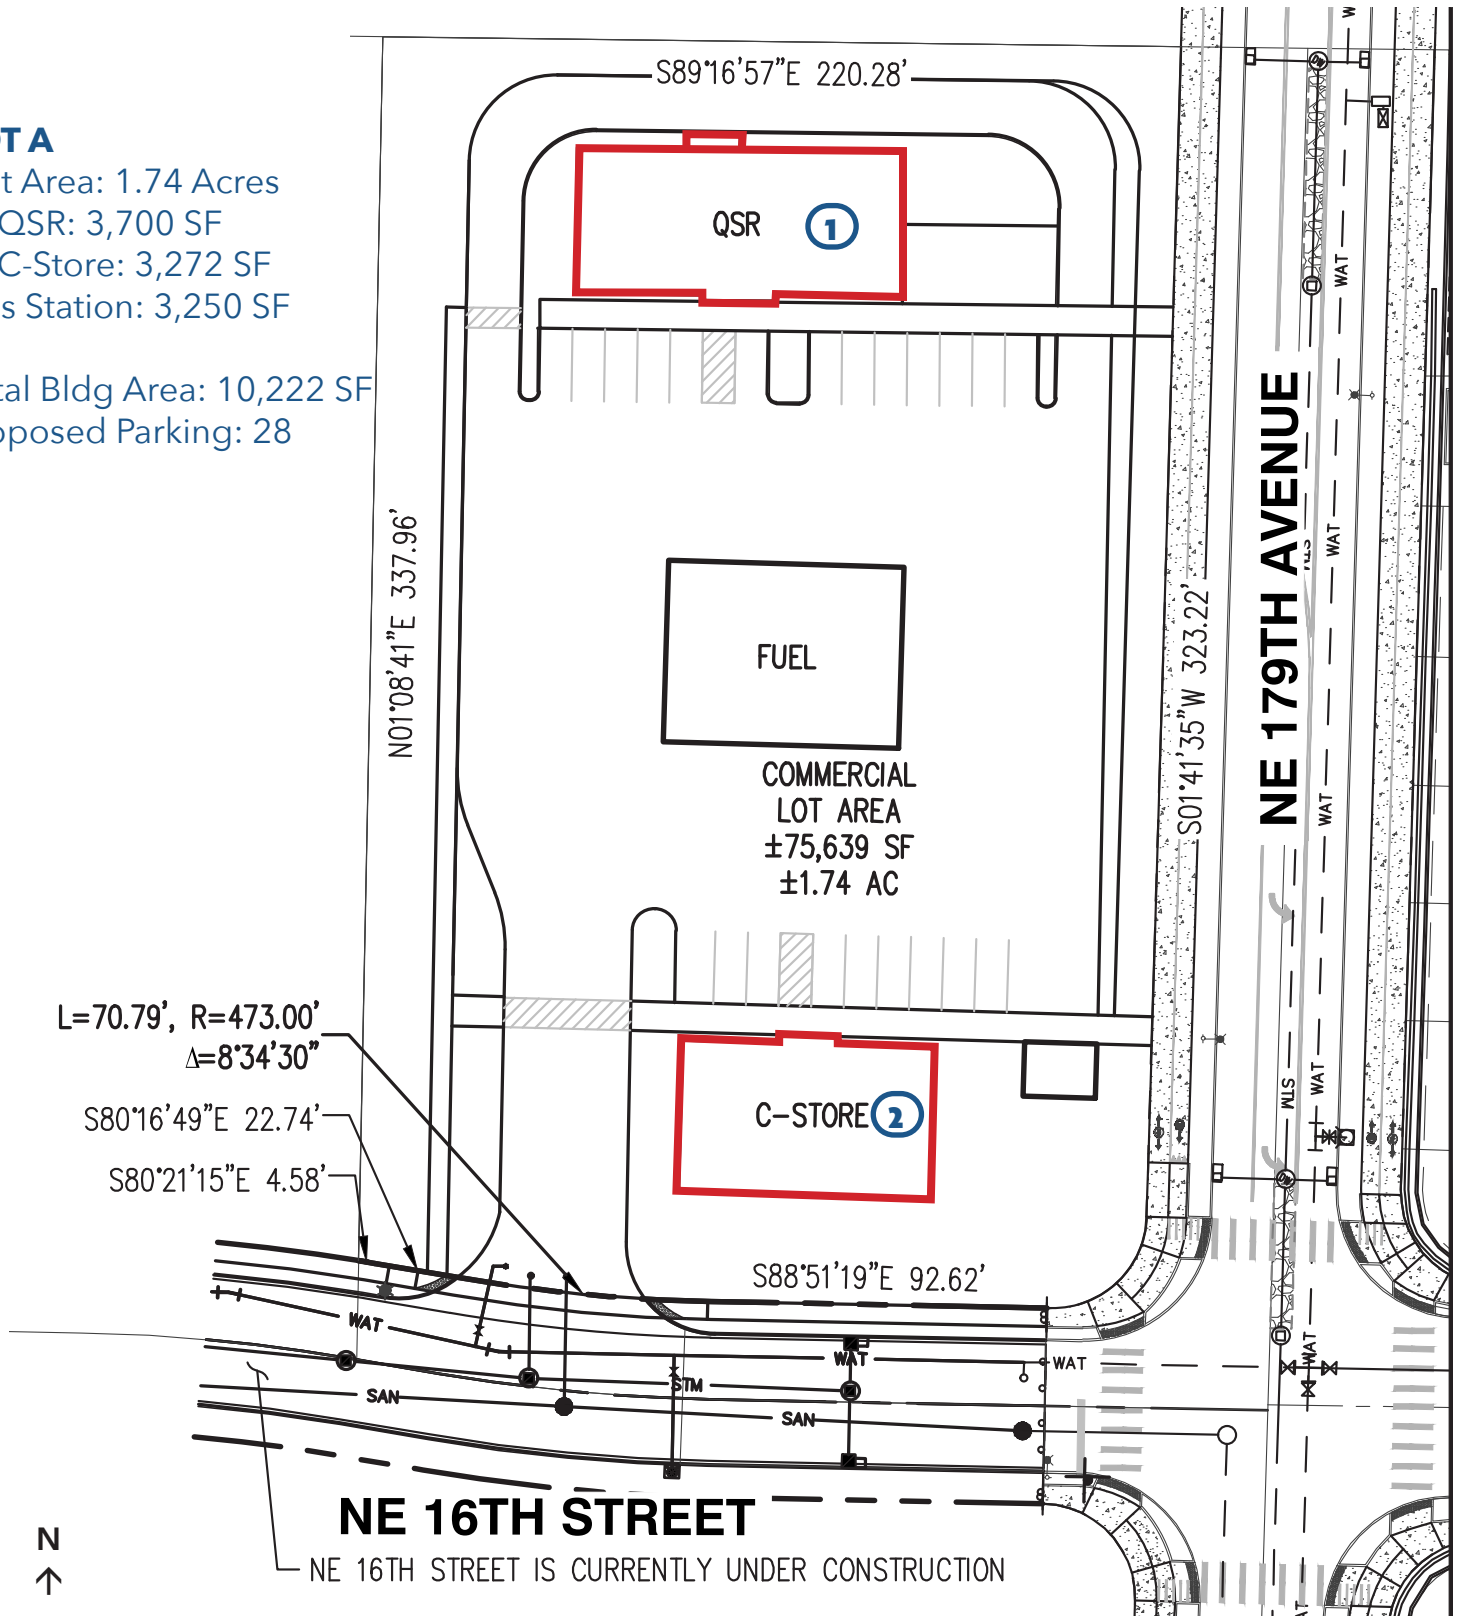 S89°16'57"E 220.28'
T A
t Area: 1.74 Acres
QSR: 3,700 SF
C-Store: 3,272 SF
s Station: 3,250 SF
tal Bldg Area: 10,222 SF
posed Parking: 28
QSR 1
WAT
WAT
NE 179TH AVENUE
WAT
N01°08'41"E 337.96'
S01°41'35"W 323.22'
FUEL
COMMERCIAL
LOT AREA
±75,639 SF
±1.74 AC
WAT
L=70.79', R=473.00'
Δ=8°34'30"
S80°16'49"E 22.74'
S80°21'15"E 4.58'
C-STORE 2
STM
WAT
S88°51'19"E 92.62'
WAT
WAT
WAT
WAT
STM
SAN
SAN
NE 16TH STREET
NE 16TH STREET IS CURRENTLY UNDER CONSTRUCTION
N